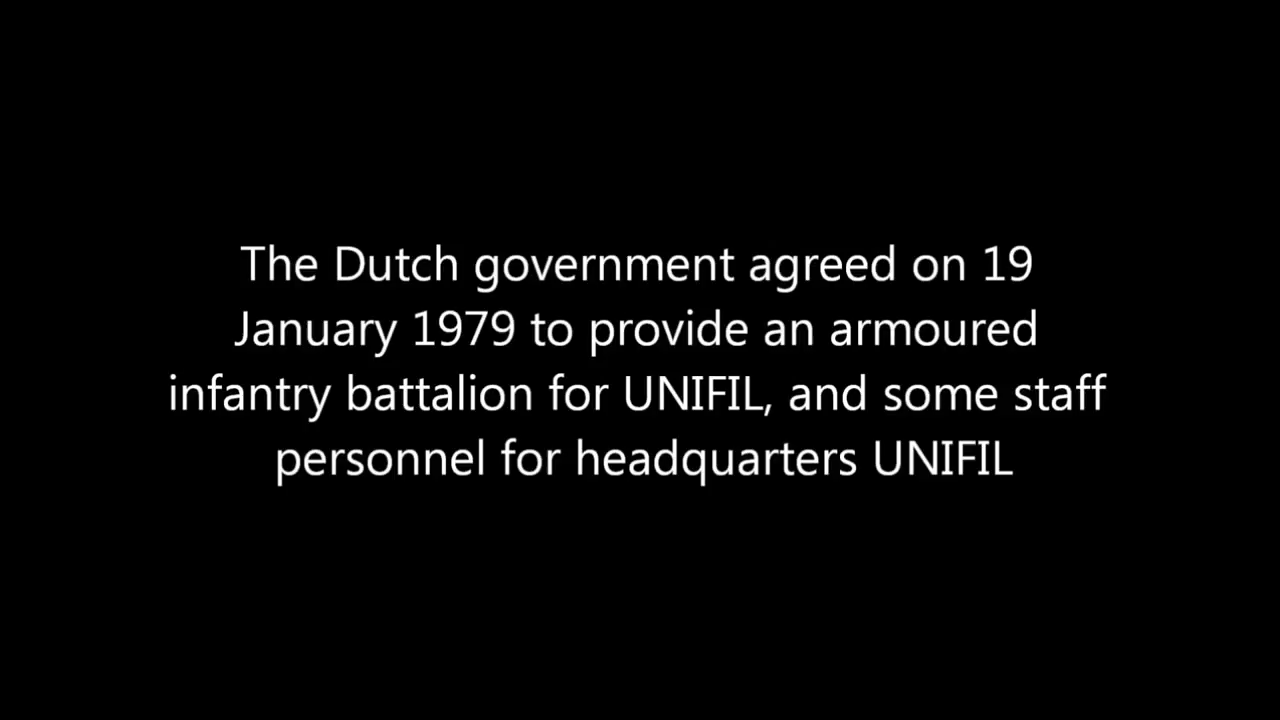 The Dutch government agreed on 19
January 1979 to provide an armoured
infantry battalion for UNIFIL, and some staff
personnel for headquarters UNIFIL